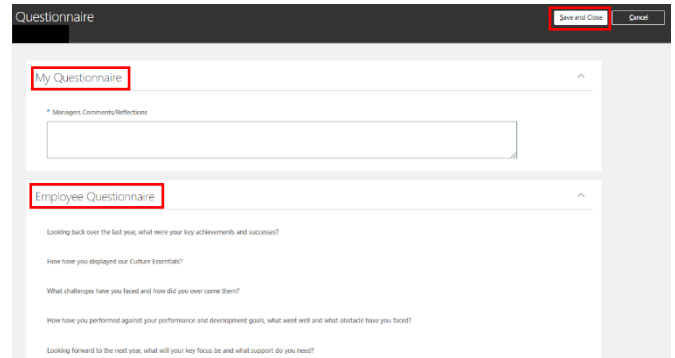 Questionnaire
Save and Close
Cancel
My Questionnaire
* Managers Comments/Reflections
Employee Questionnaire
Looking back over the last year, what were your key achievements and successes?
How have you displayed our Culture Essentials?
What challenges have you faced and how did you over come them?
How have you performed against your performance and development goals, what went well and what obstacle have you faced?
Looking forward to the next year, what will your key focus be and what support do you need?